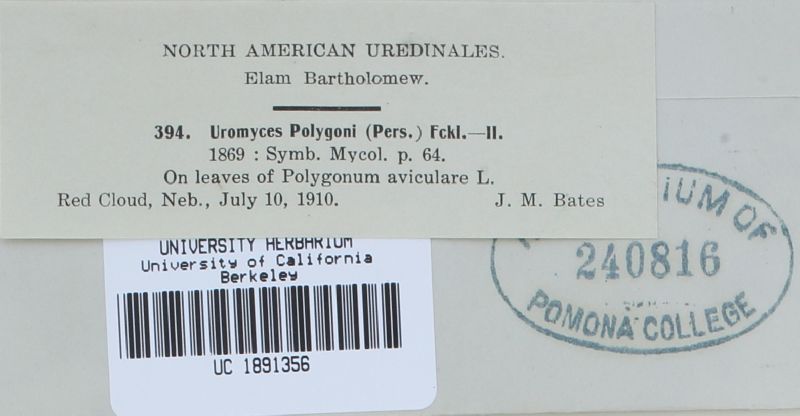 NORTH AMERICAN UREDINALES.
Elam Bartholomew.
394. Uromyces Polygoni (Pers.) Fckl.—II.
1869 : Symb. Mycol. p. 64.
On leaves of Polygonum aviculare L.
Red Cloud, Neb., July 10, 1910. J. M. Bates
UNIVERSITY HERBARIUM
University of California
Berkeley
UC 1891356
OF
240816
POMONA COLLEGE